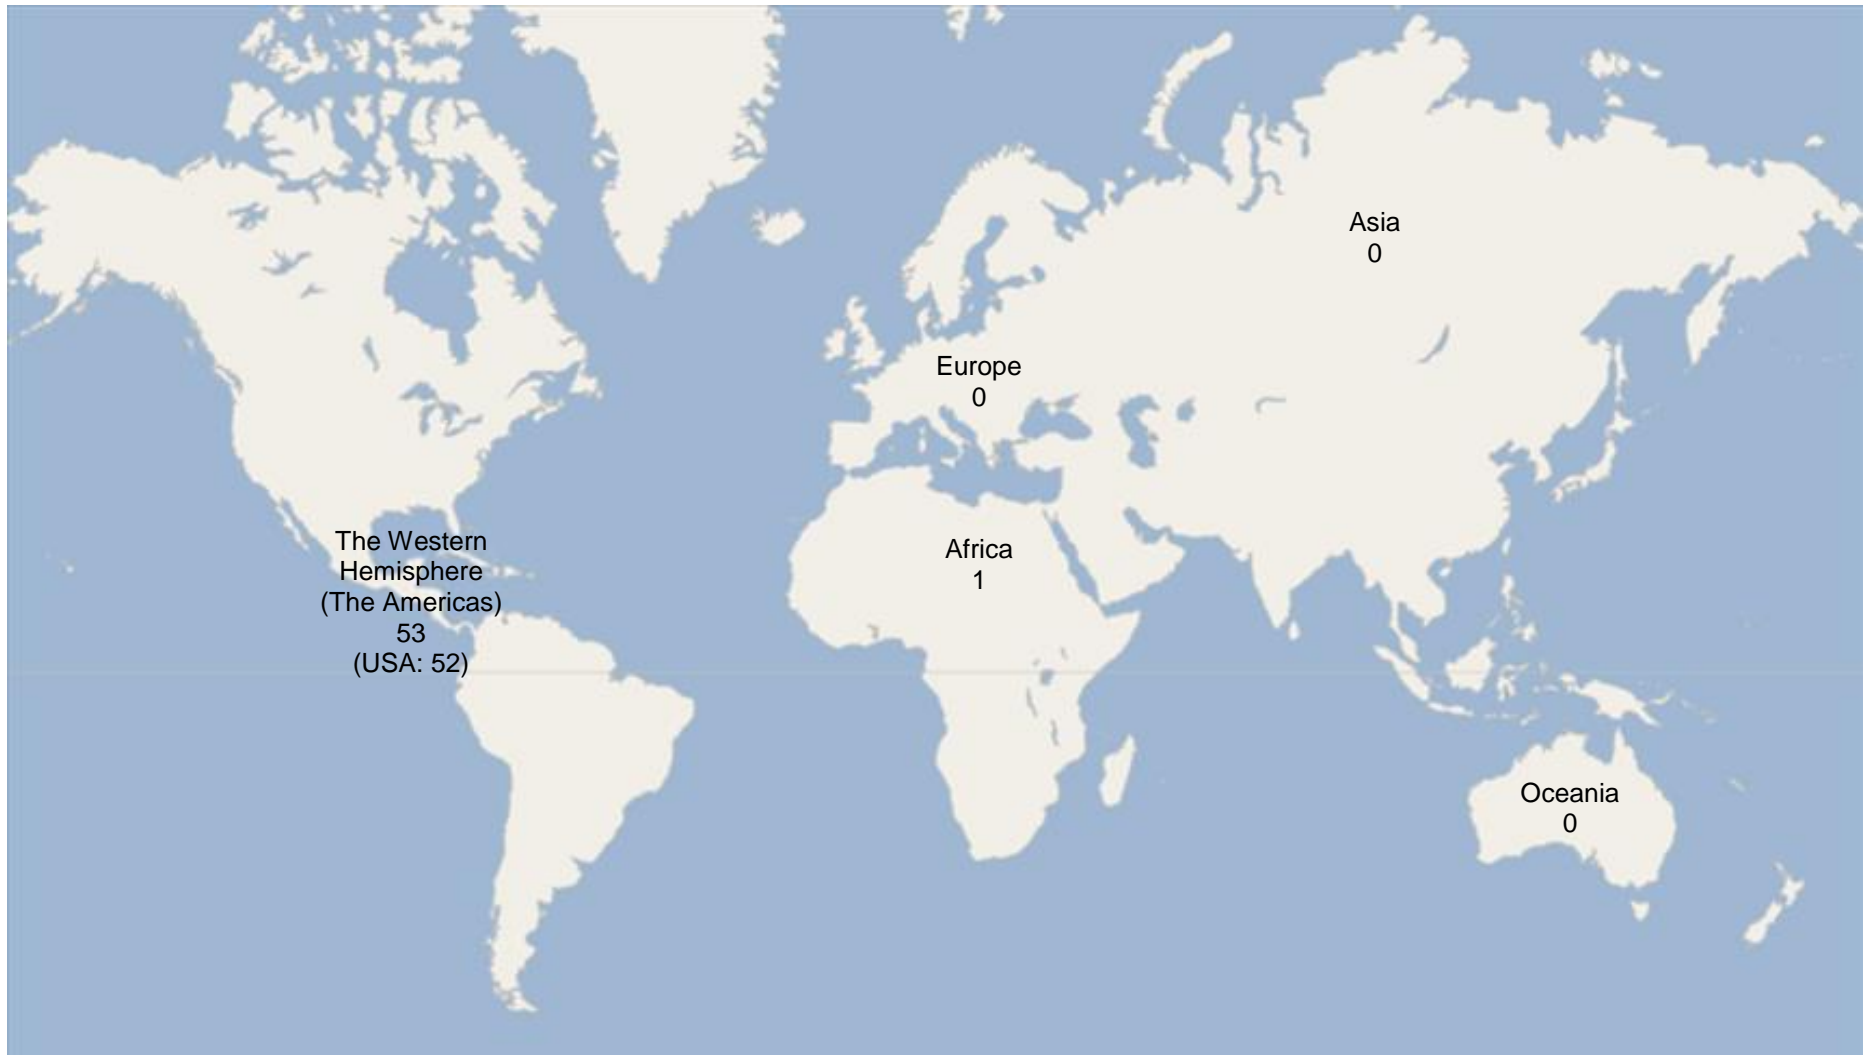 Asia
0
Europe
0
The Western
Hemisphere
(The Americas)
53
(USA: 52)
Africa
1
Oceania
0